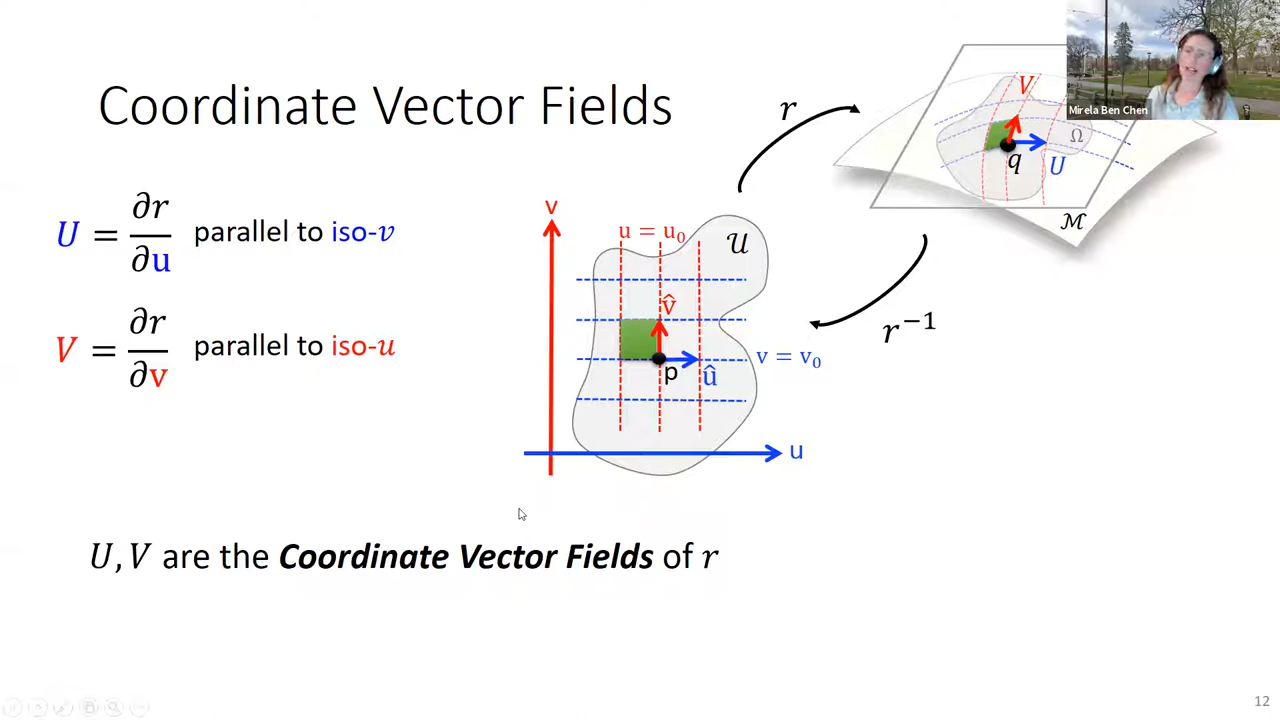 Coordinate Vector Fields
U = ∂r/∂u parallel to iso-v
V = ∂r/∂v parallel to iso-u
v
u = u₀
𝒰
v̂
v = v₀
p
û
u
r
r⁻¹
V
Ω
q
U
ℳ
Mirela Ben Chen
U, V are the Coordinate Vector Fields of r
12